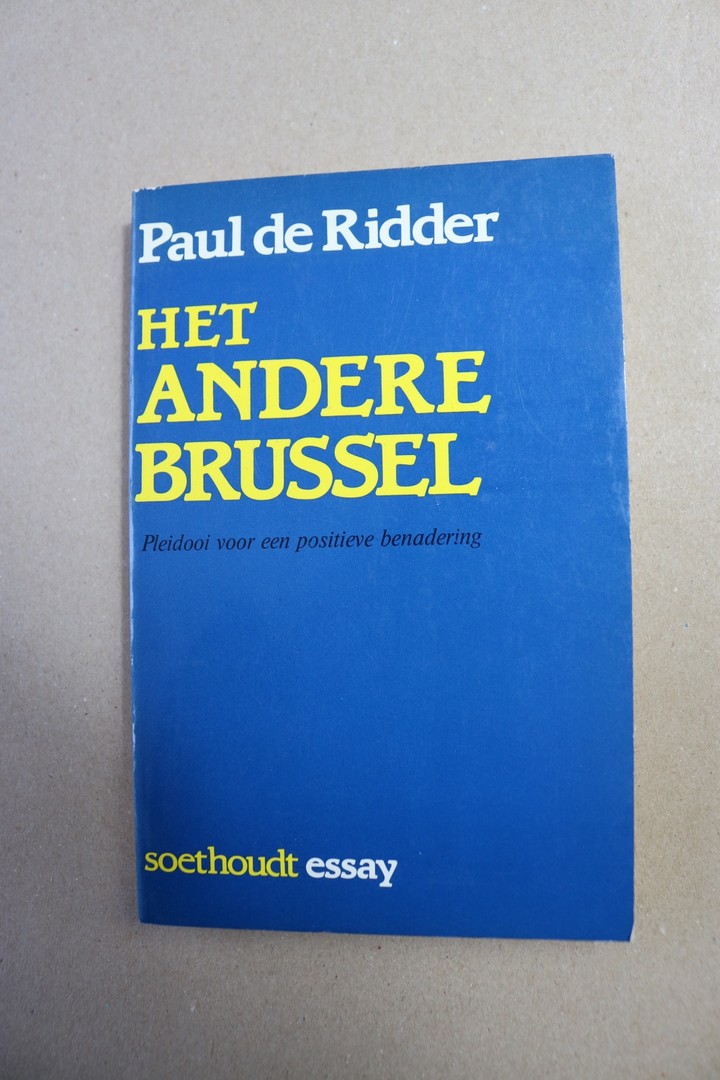 Paul de Ridder
HET
ANDERE
BRUSSEL
Pleidooi voor een positieve benadering
soethoudt essay